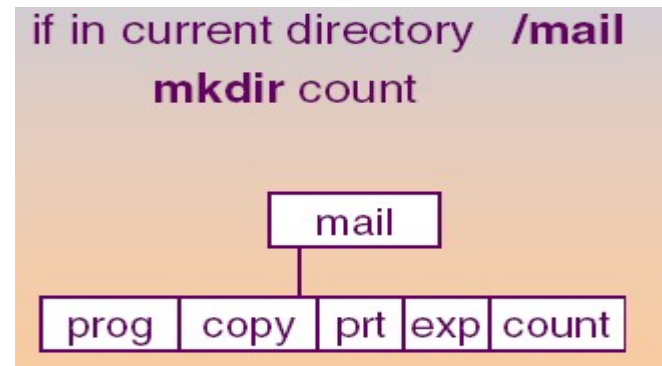 if in current directory /mail
mkdir count
mail
prog copy prt exp count